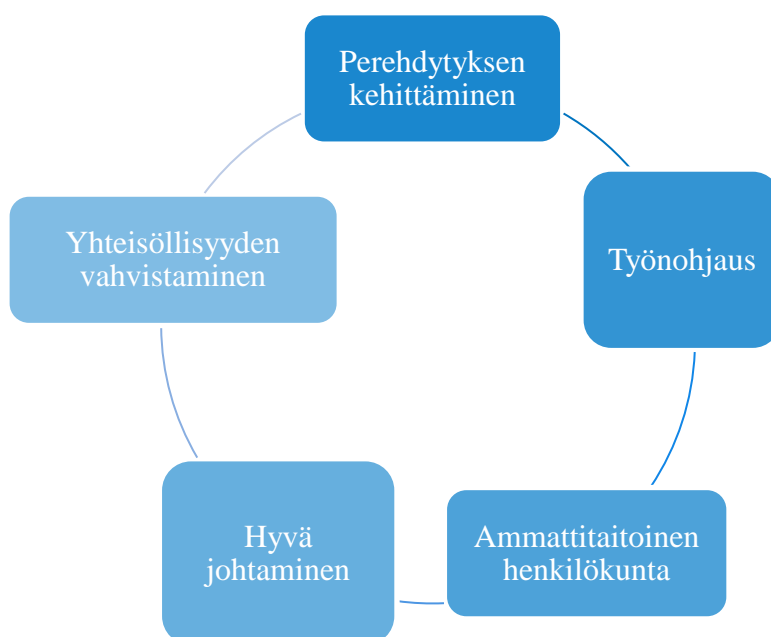 Perehdytyksen
kehittäminen
Työnohjaus
Ammattitaitoinen
henkilökunta
Hyvä
johtaminen
Yhteisöllisyyden
vahvistaminen